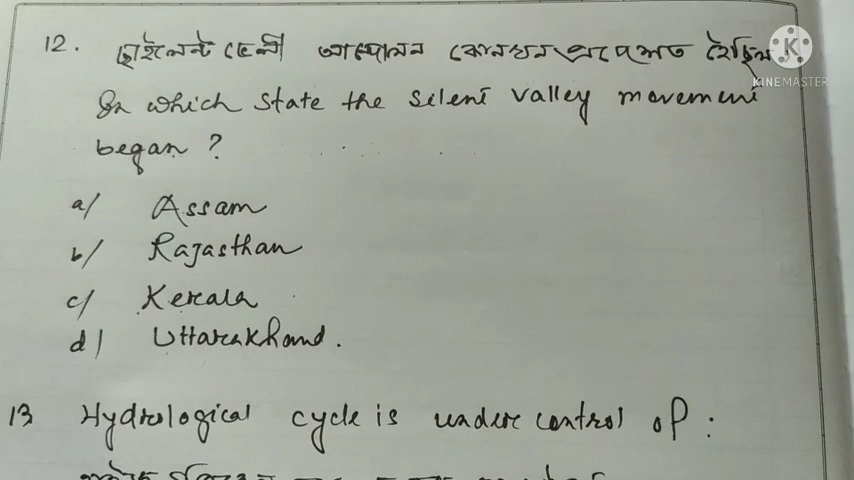 12. ছাইলেন্ট ভেলী আন্দোলন কোনখন প্ৰদেশত হৈছিল
In which state the silent valley movement
began ?
a/ Assam
b/ Rajasthan
c/ Kerala
d/ Uttarakhand.
13 Hydrological cycle is under control of :
K
KINEMASTER